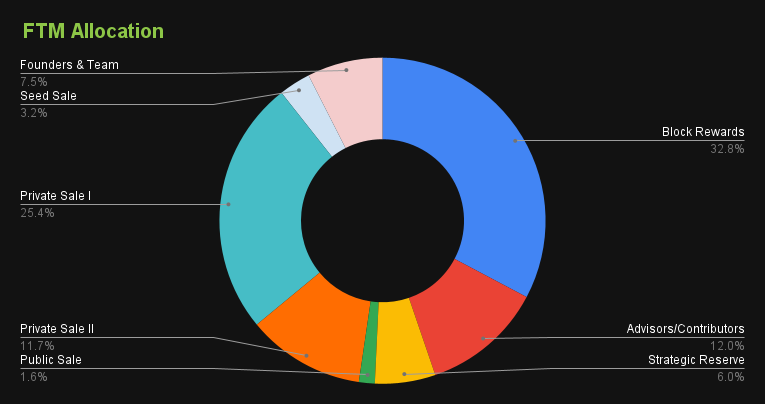 FTM Allocation
Founders & Team
7.5%
Seed Sale
3.2%
Private Sale I
25.4%
Private Sale II
11.7%
Public Sale
1.6%
Block Rewards
32.8%
Advisors/Contributors
12.0%
Strategic Reserve
6.0%